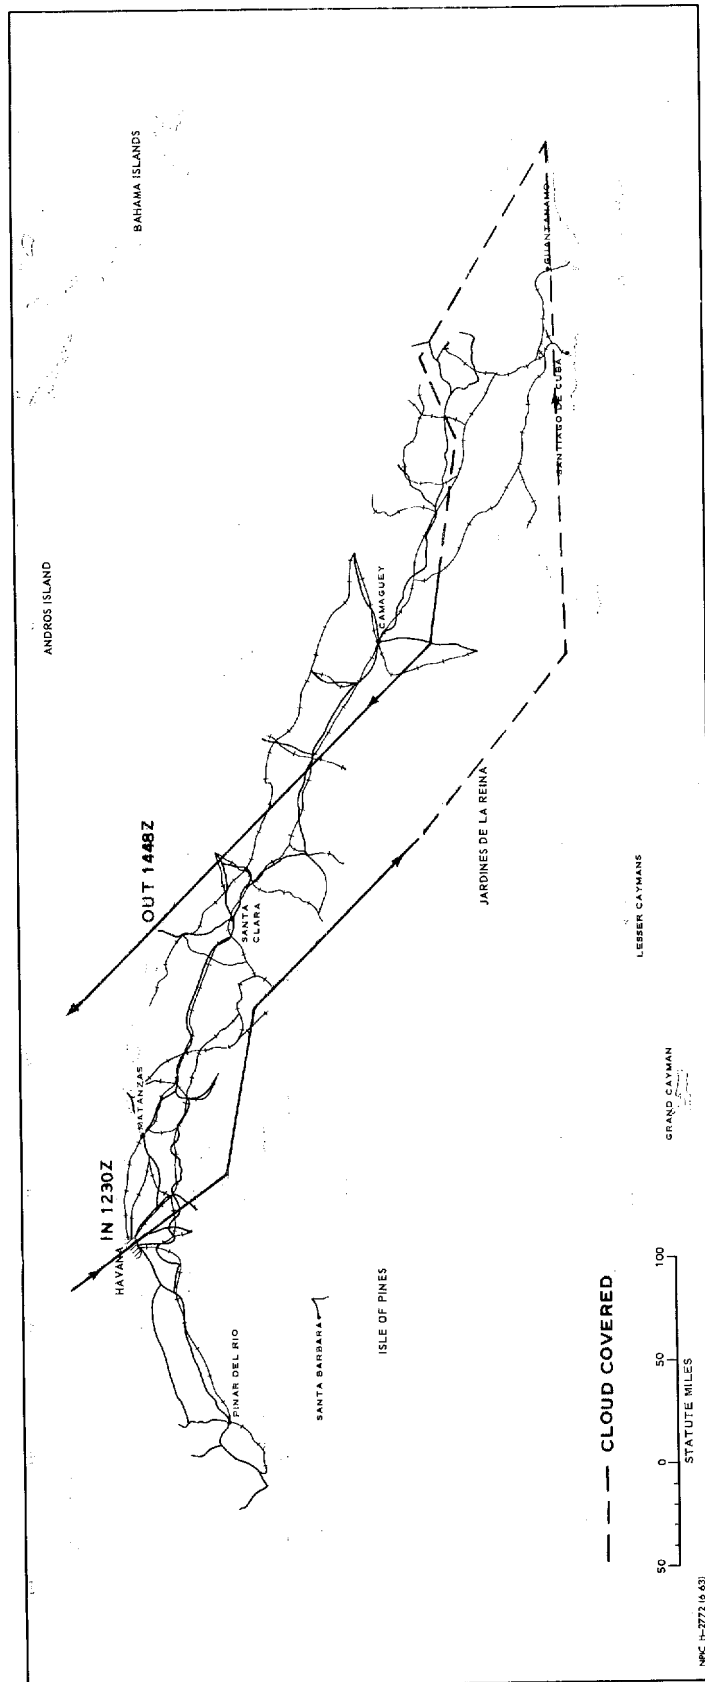 BAHAMA ISLANDS
ANDROS ISLAND
GUANTANAMO
SANTIAGO DE CUBA
CAMAGUEY
OUT 1448Z
SANTA
CLARA
JARDINES DE LA REINA
LESSER CAYMANS
MATANZAS
GRAND CAYMAN
IN 1230Z
HAVANA
PINAR DEL RIO
SANTA BARBARA
ISLE OF PINES
CLOUD COVERED
50 0 50 100
STATUTE MILES
NPIC H-2772 (6 63)